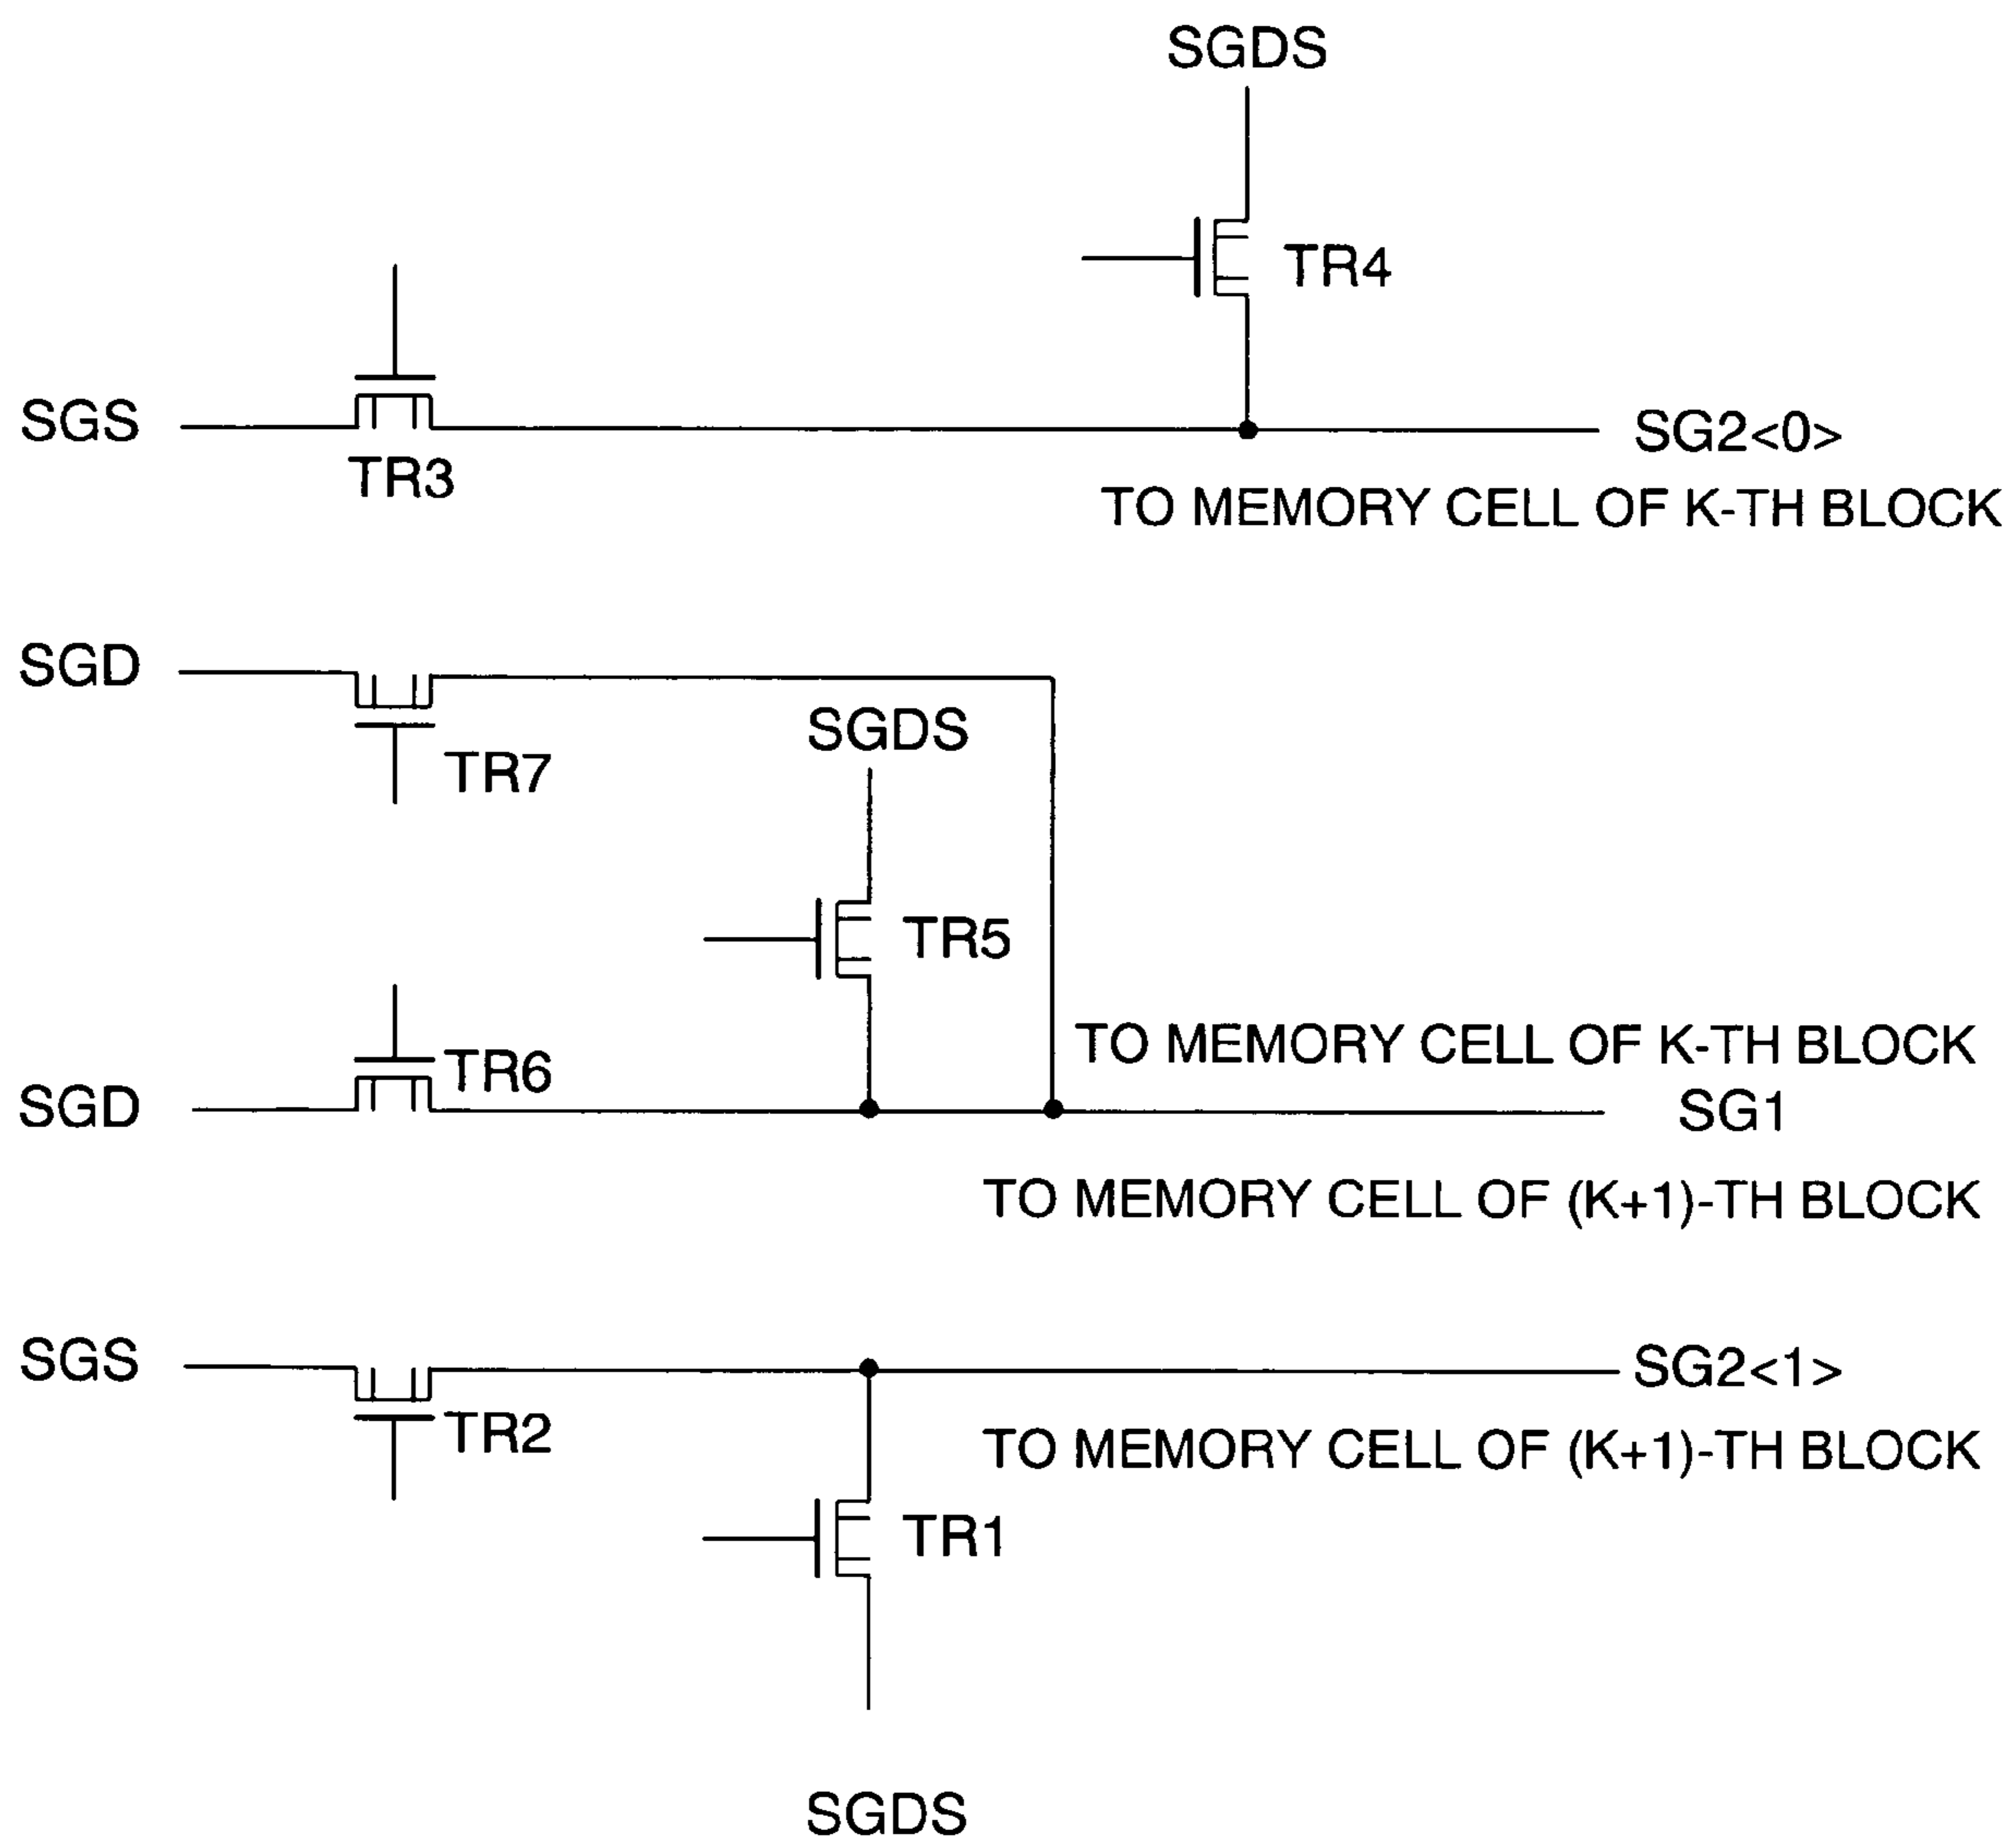 SGDS
TR4
SGS
SG2<0>
TR3
TO MEMORY CELL OF K-TH BLOCK
SGD
SGDS
TR7
TR5
TO MEMORY CELL OF K-TH BLOCK
TR6
SGD
SG1
TO MEMORY CELL OF (K+1)-TH BLOCK
SGS
SG2<1>
TR2
TO MEMORY CELL OF (K+1)-TH BLOCK
TR1
SGDS